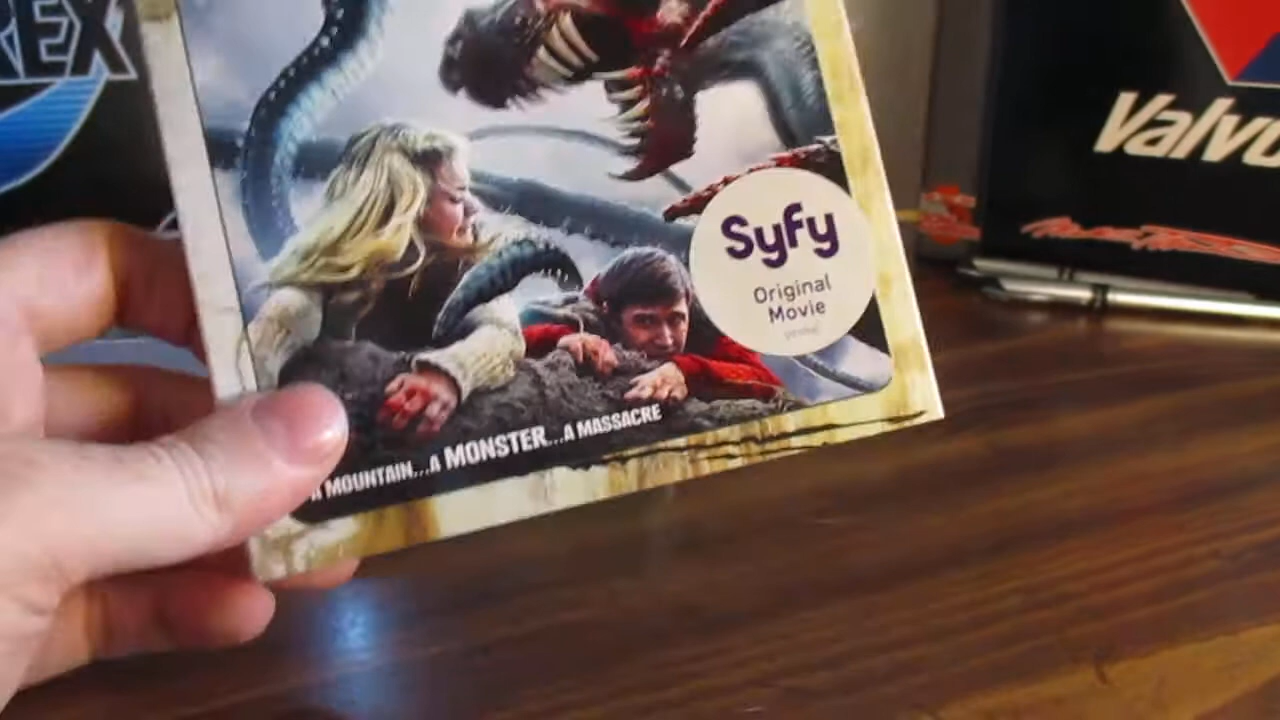 REX
Valvo
Syfy
Original
Movie
A MOUNTAIN...A MONSTER...A MASSACRE